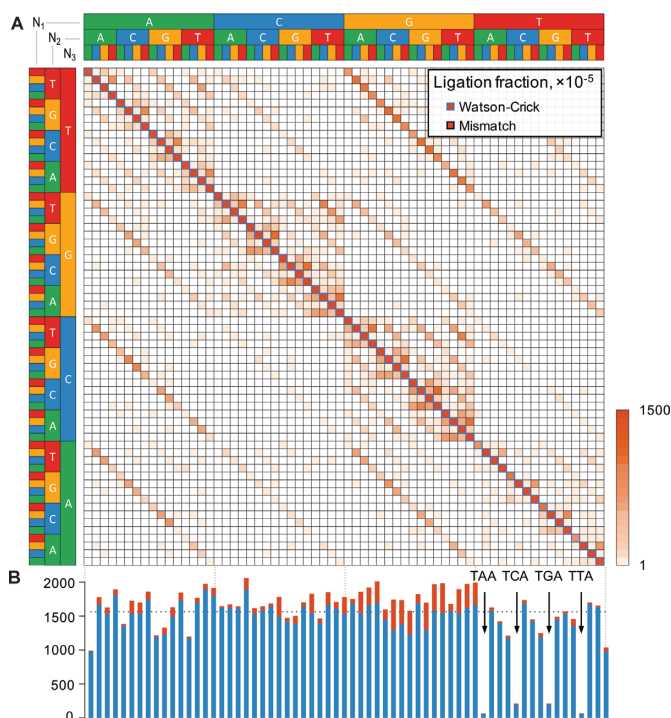 A
N1
N2
N3
A C G T
A C G T A C G T A C G T A C G T
Ligation fraction, ×10-5
Watson-Crick
Mismatch
T
G
C
A
T
T
G
C
A
G
T
G
C
A
C
T
G
C
A
A
1500
1
B
TAA TCA TGA TTA
2000
1500
1000
500
0